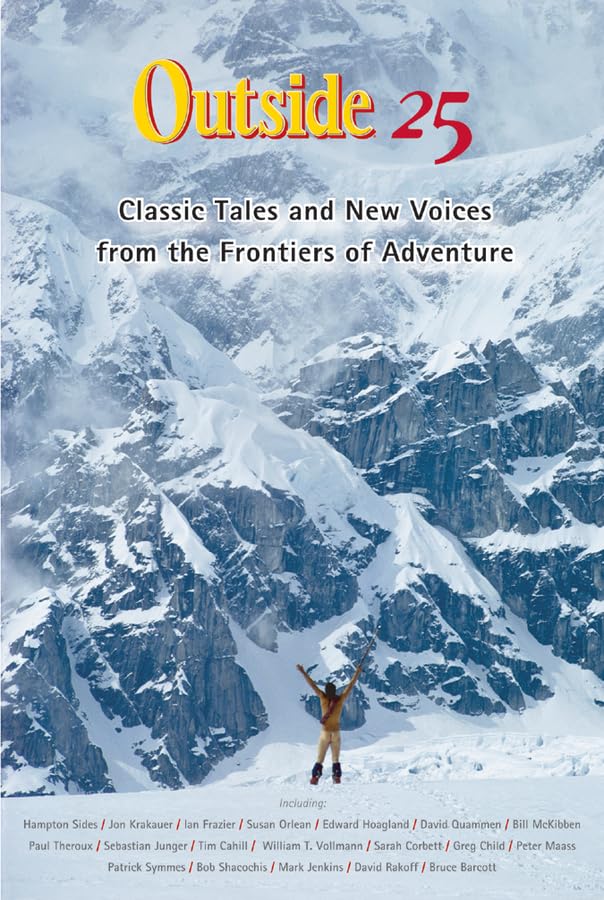 Outside 25
Classic Tales and New Voices
from the Frontiers of Adventure
Including:
Hampton Sides / Jon Krakauer / Ian Frazier / Susan Orlean / Edward Hoagland / David Quammen / Bill McKibben
Paul Theroux / Sebastian Junger / Tim Cahill / William T. Vollmann / Sarah Corbett / Greg Child / Peter Maass
Patrick Symmes / Bob Shacochis / Mark Jenkins / David Rakoff / Bruce Barcott